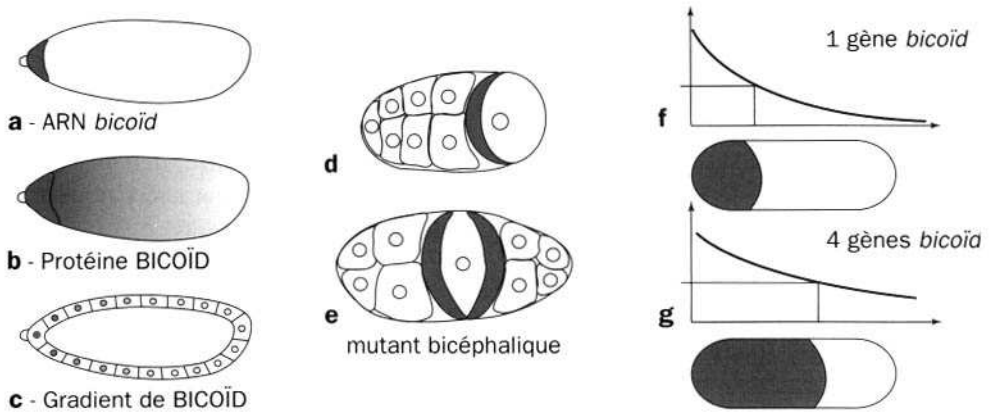 a - ARN bicoïd
b - Protéine BICOÏD
c - Gradient de BICOÏD
d
e
mutant bicéphalique
1 gène bicoïd
f
4 gènes bicoïd
g